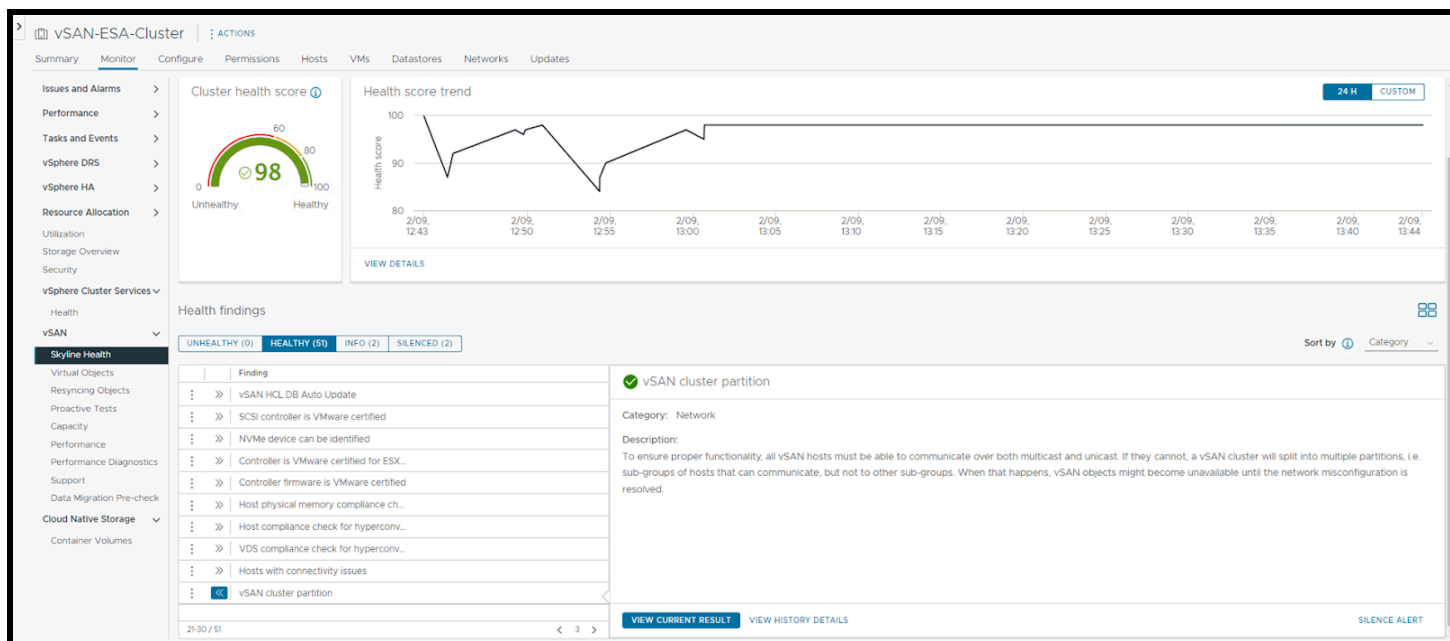 vSAN-ESA-Cluster
ACTIONS
Summary Monitor Configure Permissions Hosts VMs Datastores Networks Updates
Issues and Alarms
Performance
Tasks and Events
vSphere DRS
vSphere HA
Resource Allocation
Utilization
Storage Overview
Security
vSphere Cluster Services
Health
vSAN
Skyline Health
Virtual Objects
Resyncing Objects
Proactive Tests
Capacity
Performance
Performance Diagnostics
Support
Data Migration Pre-check
Cloud Native Storage
Container Volumes
Cluster health score
60
80
98
0
100
Unhealthy Healthy
Health score trend
24 H CUSTOM
Health score
100
90
80
2/09, 2/09, 2/09, 2/09, 2/09, 2/09, 2/09, 2/09, 2/09, 2/09, 2/09, 2/09, 2/09,
12:43 12:50 12:55 13:00 13:05 13:10 13:15 13:20 13:25 13:30 13:35 13:40 13:44
VIEW DETAILS
Health findings
UNHEALTHY (0) HEALTHY (51) INFO (2) SILENCED (2)
Sort by Category
Finding
vSAN HCL DB Auto Update
SCSI controller is VMware certified
NVMe device can be identified
Controller is VMware certified for ESX...
Controller firmware is VMware certified
Host physical memory compliance ch...
Host compliance check for hyperconv...
VDS compliance check for hyperconv...
Hosts with connectivity issues
vSAN cluster partition
21-30 / 51
3
vSAN cluster partition
Category: Network
Description:
To ensure proper functionality, all vSAN hosts must be able to communicate over both multicast and unicast. If they cannot, a vSAN cluster will split into multiple partitions, i.e.
sub-groups of hosts that can communicate, but not to other sub-groups. When that happens, vSAN objects might become unavailable until the network misconfiguration is
resolved.
VIEW CURRENT RESULT VIEW HISTORY DETAILS
SILENCE ALERT